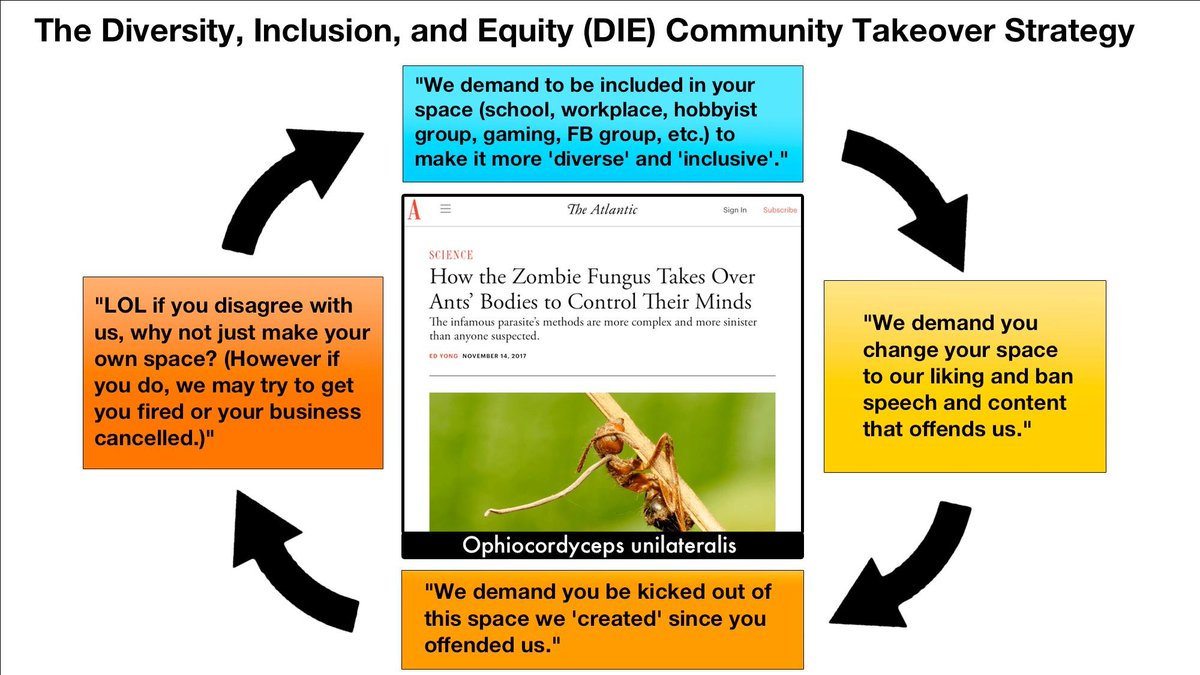 The Diversity, Inclusion, and Equity (DIE) Community Takeover Strategy
"We demand to be included in your
space (school, workplace, hobbyist
group, gaming, FB group, etc.) to
make it more 'diverse' and 'inclusive'."
A
The Atlantic
Sign In
Subscribe
SCIENCE
How the Zombie Fungus Takes Over
Ants' Bodies to Control Their Minds
The infamous parasite's methods are more complex and more sinister
than anyone suspected.
ED YONG NOVEMBER 14, 2017
Ophiocordyceps unilateralis
"We demand you
change your space
to our liking and ban
speech and content
that offends us."
"We demand you be kicked out of
this space we 'created' since you
offended us."
"LOL if you disagree with
us, why not just make your
own space? (However if
you do, we may try to get
you fired or your business
cancelled.)"